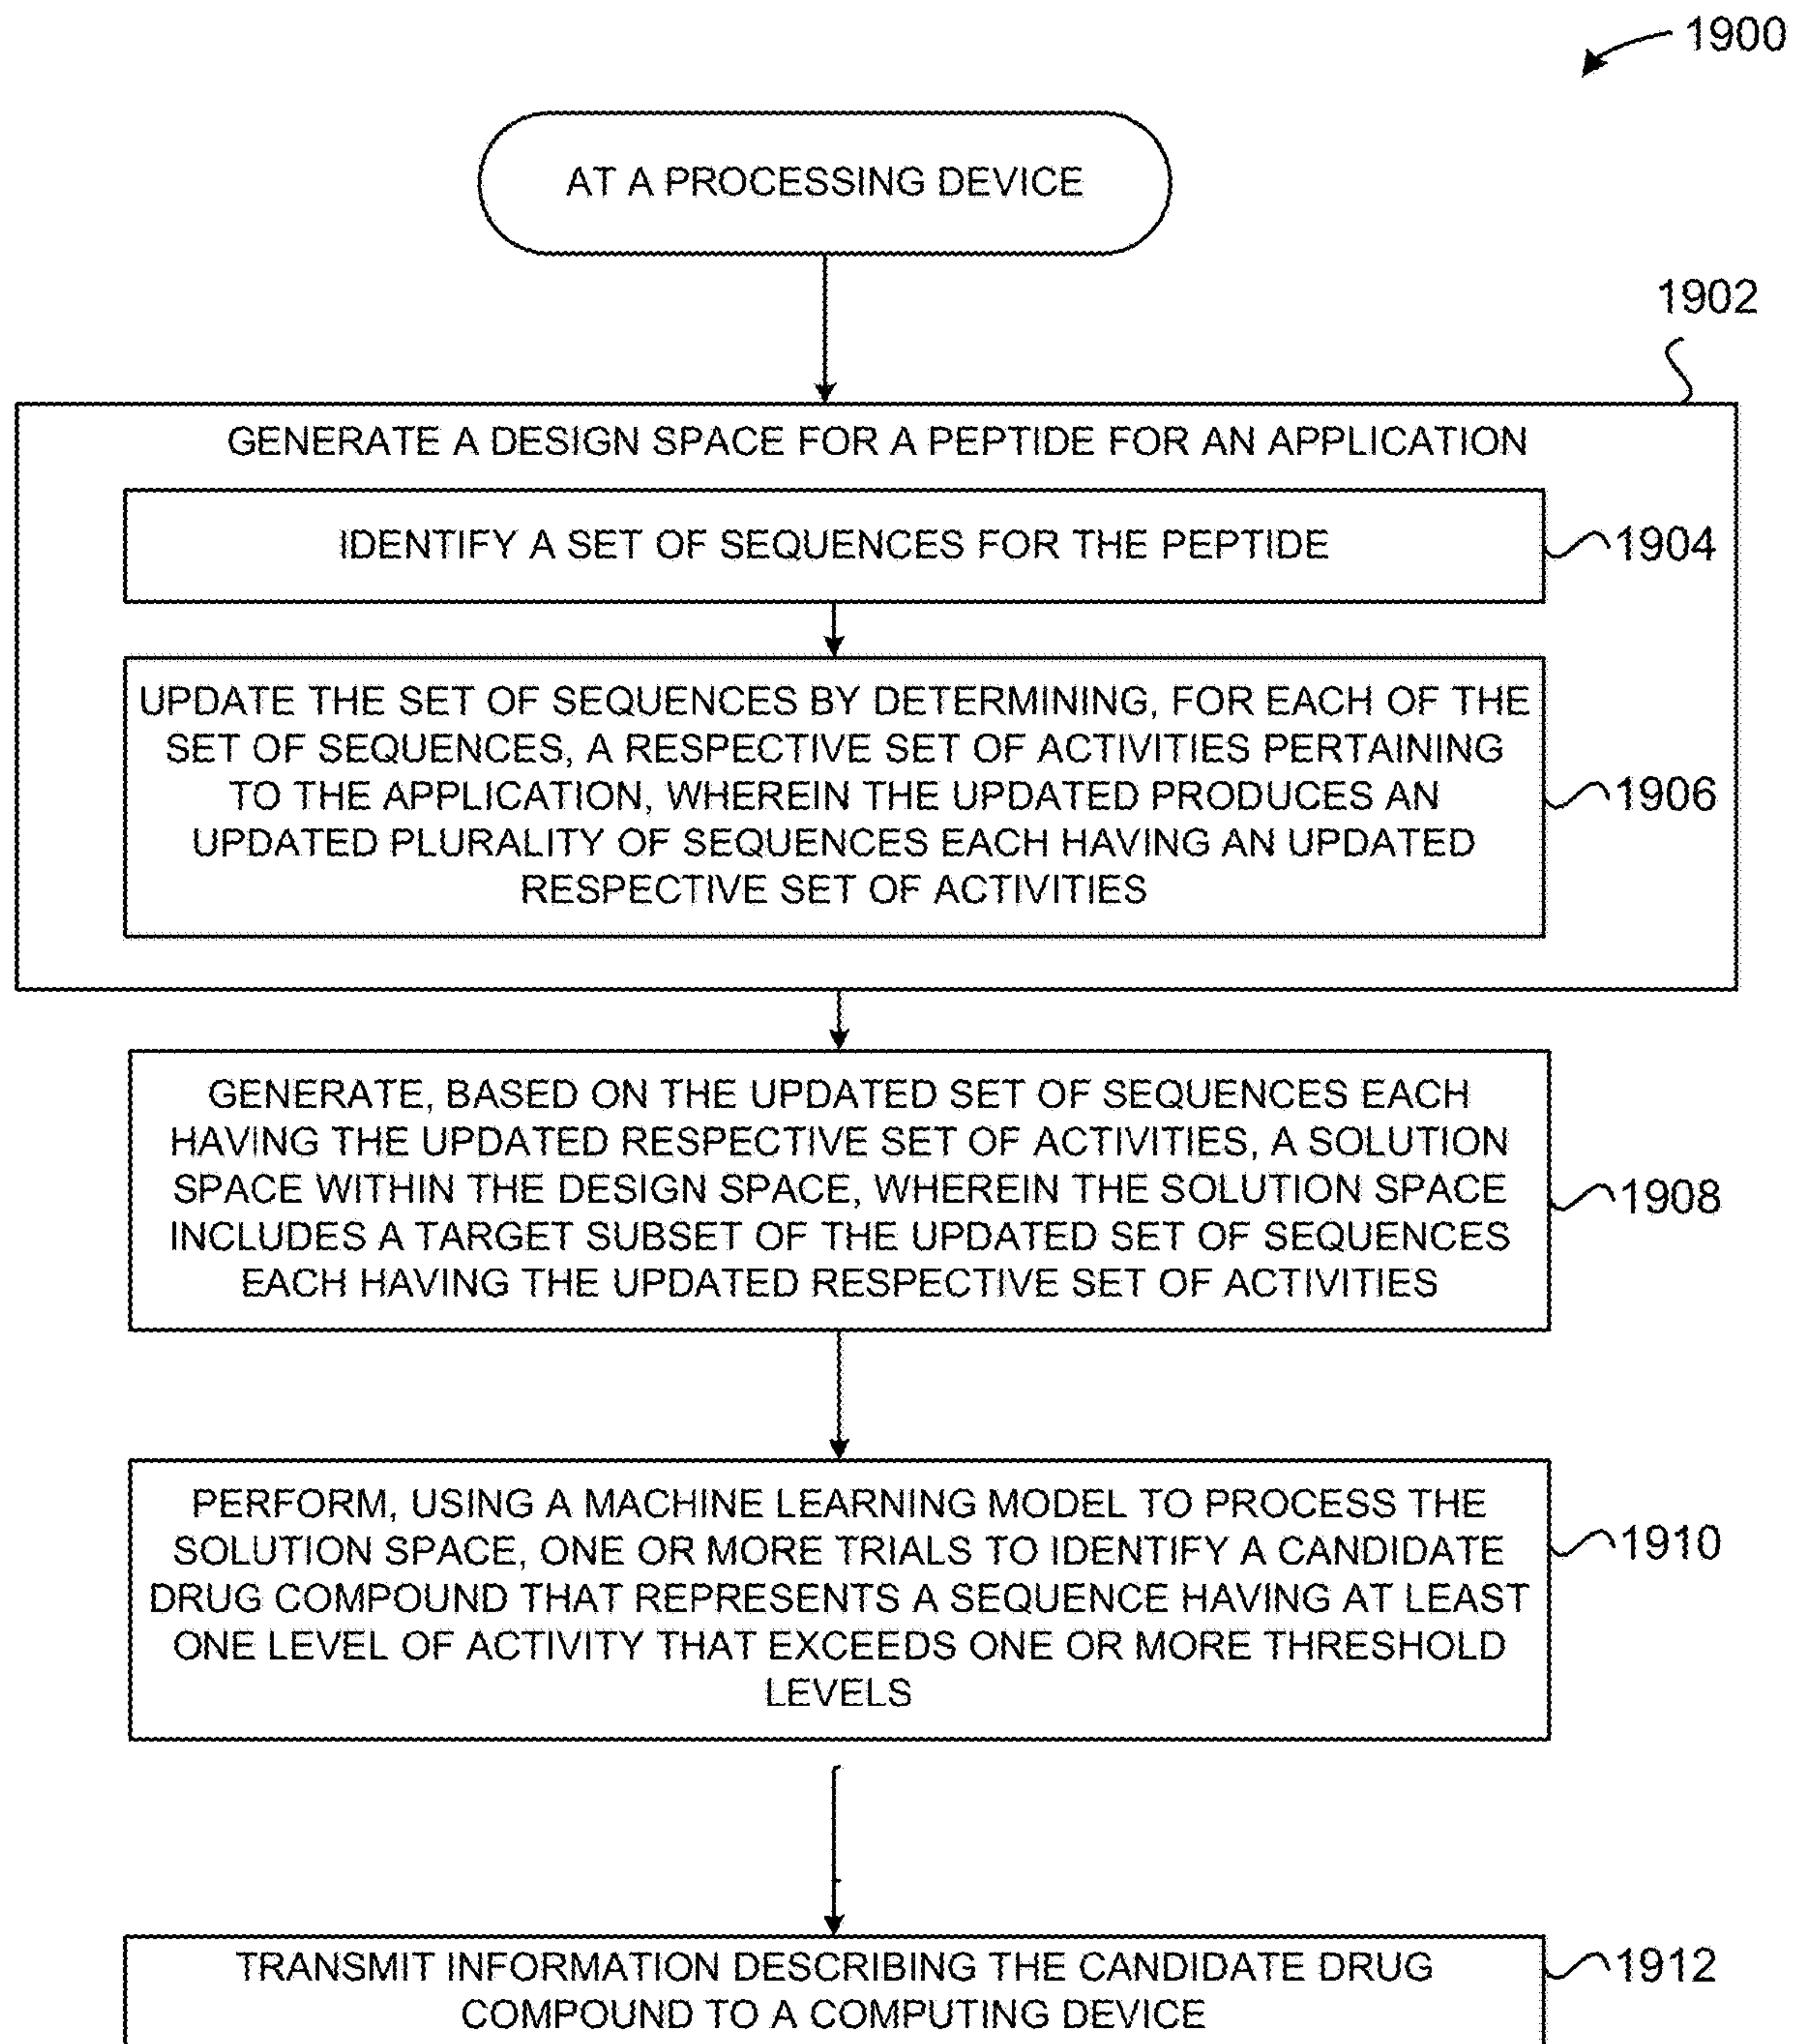 1900
AT A PROCESSING DEVICE
1902
GENERATE A DESIGN SPACE FOR A PEPTIDE FOR AN APPLICATION
IDENTIFY A SET OF SEQUENCES FOR THE PEPTIDE
1904
UPDATE THE SET OF SEQUENCES BY DETERMINING, FOR EACH OF THE
SET OF SEQUENCES, A RESPECTIVE SET OF ACTIVITIES PERTAINING
TO THE APPLICATION, WHEREIN THE UPDATED PRODUCES AN
UPDATED PLURALITY OF SEQUENCES EACH HAVING AN UPDATED
RESPECTIVE SET OF ACTIVITIES
1906
GENERATE, BASED ON THE UPDATED SET OF SEQUENCES EACH
HAVING THE UPDATED RESPECTIVE SET OF ACTIVITIES, A SOLUTION
SPACE WITHIN THE DESIGN SPACE, WHEREIN THE SOLUTION SPACE
INCLUDES A TARGET SUBSET OF THE UPDATED SET OF SEQUENCES
EACH HAVING THE UPDATED RESPECTIVE SET OF ACTIVITIES
1908
PERFORM, USING A MACHINE LEARNING MODEL TO PROCESS THE
SOLUTION SPACE, ONE OR MORE TRIALS TO IDENTIFY A CANDIDATE
DRUG COMPOUND THAT REPRESENTS A SEQUENCE HAVING AT LEAST
ONE LEVEL OF ACTIVITY THAT EXCEEDS ONE OR MORE THRESHOLD
LEVELS
1910
TRANSMIT INFORMATION DESCRIBING THE CANDIDATE DRUG
COMPOUND TO A COMPUTING DEVICE
1912